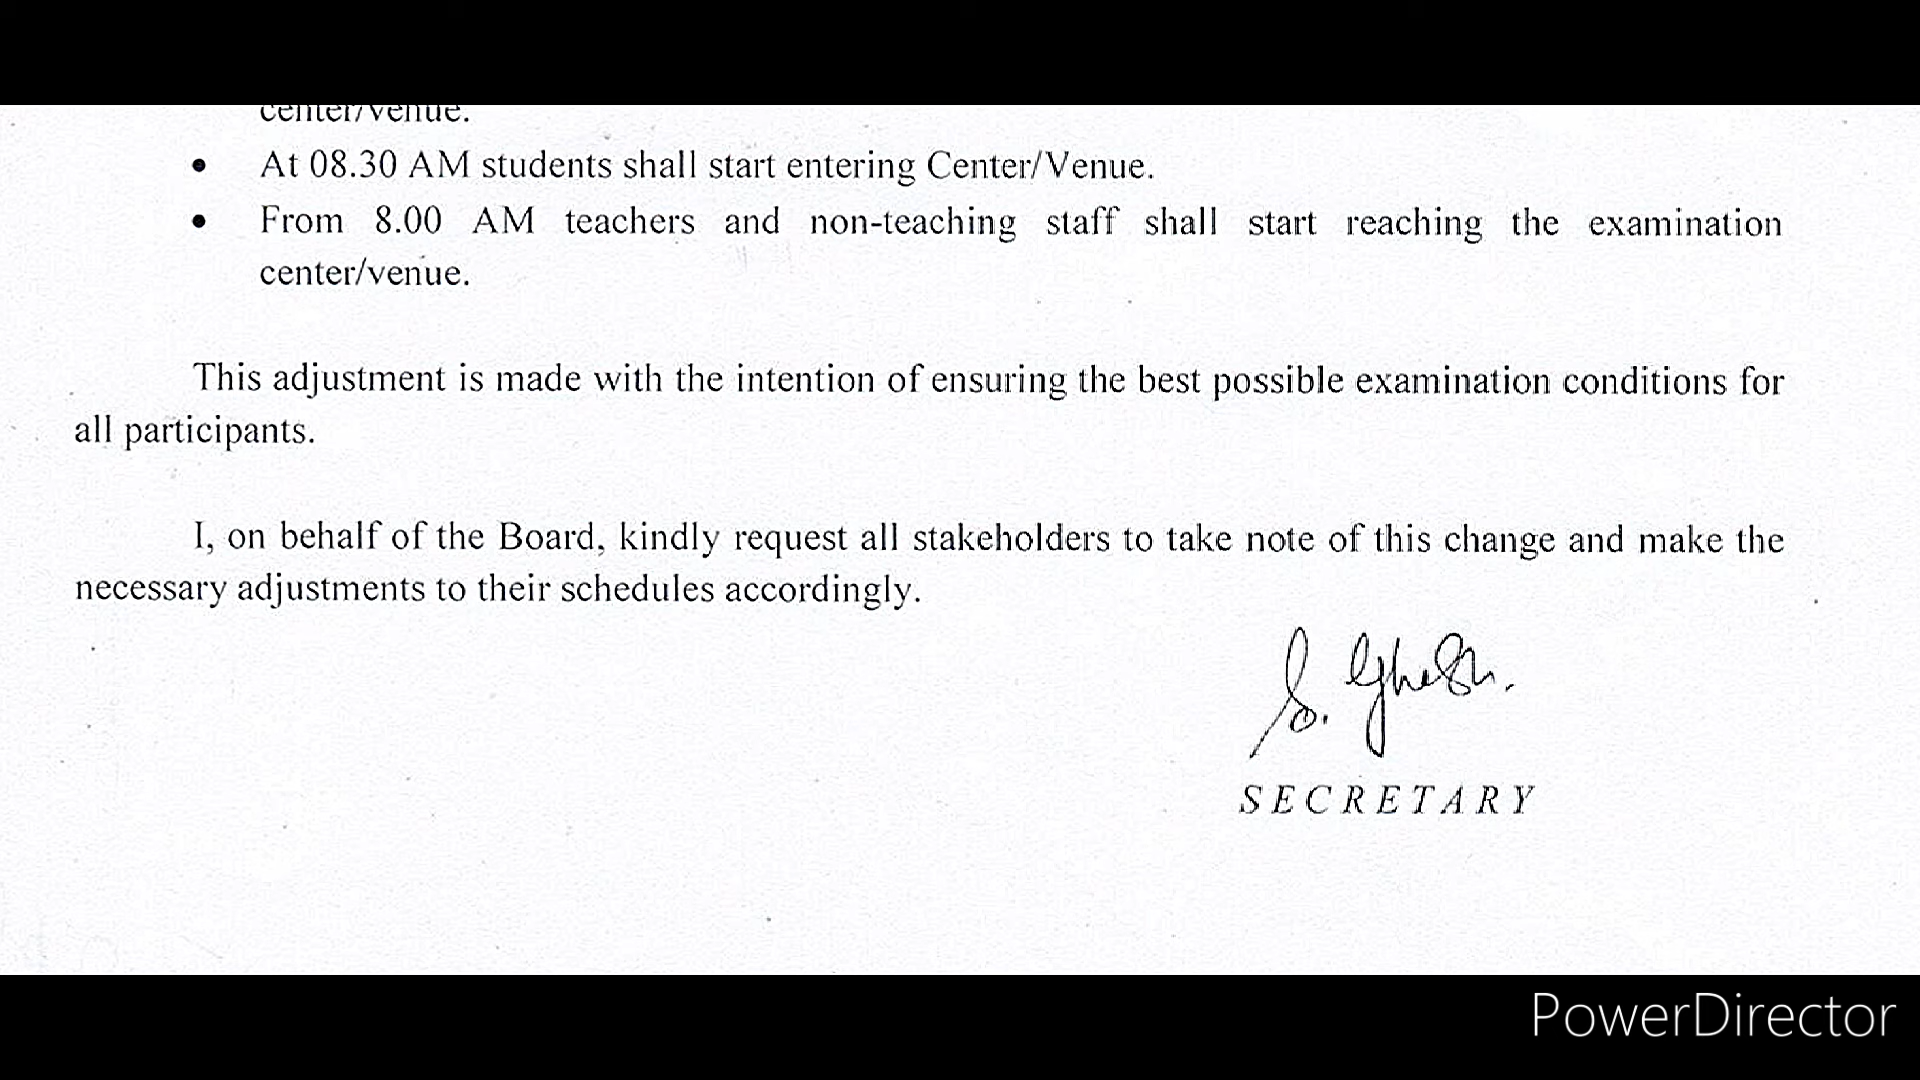 center/venue.
• At 08.30 AM students shall start entering Center/Venue.
• From 8.00 AM teachers and non-teaching staff shall start reaching the examination
center/venue.
This adjustment is made with the intention of ensuring the best possible examination conditions for
all participants.
I, on behalf of the Board, kindly request all stakeholders to take note of this change and make the
necessary adjustments to their schedules accordingly.
S. Ghosh.
SECRETARY
PowerDirector